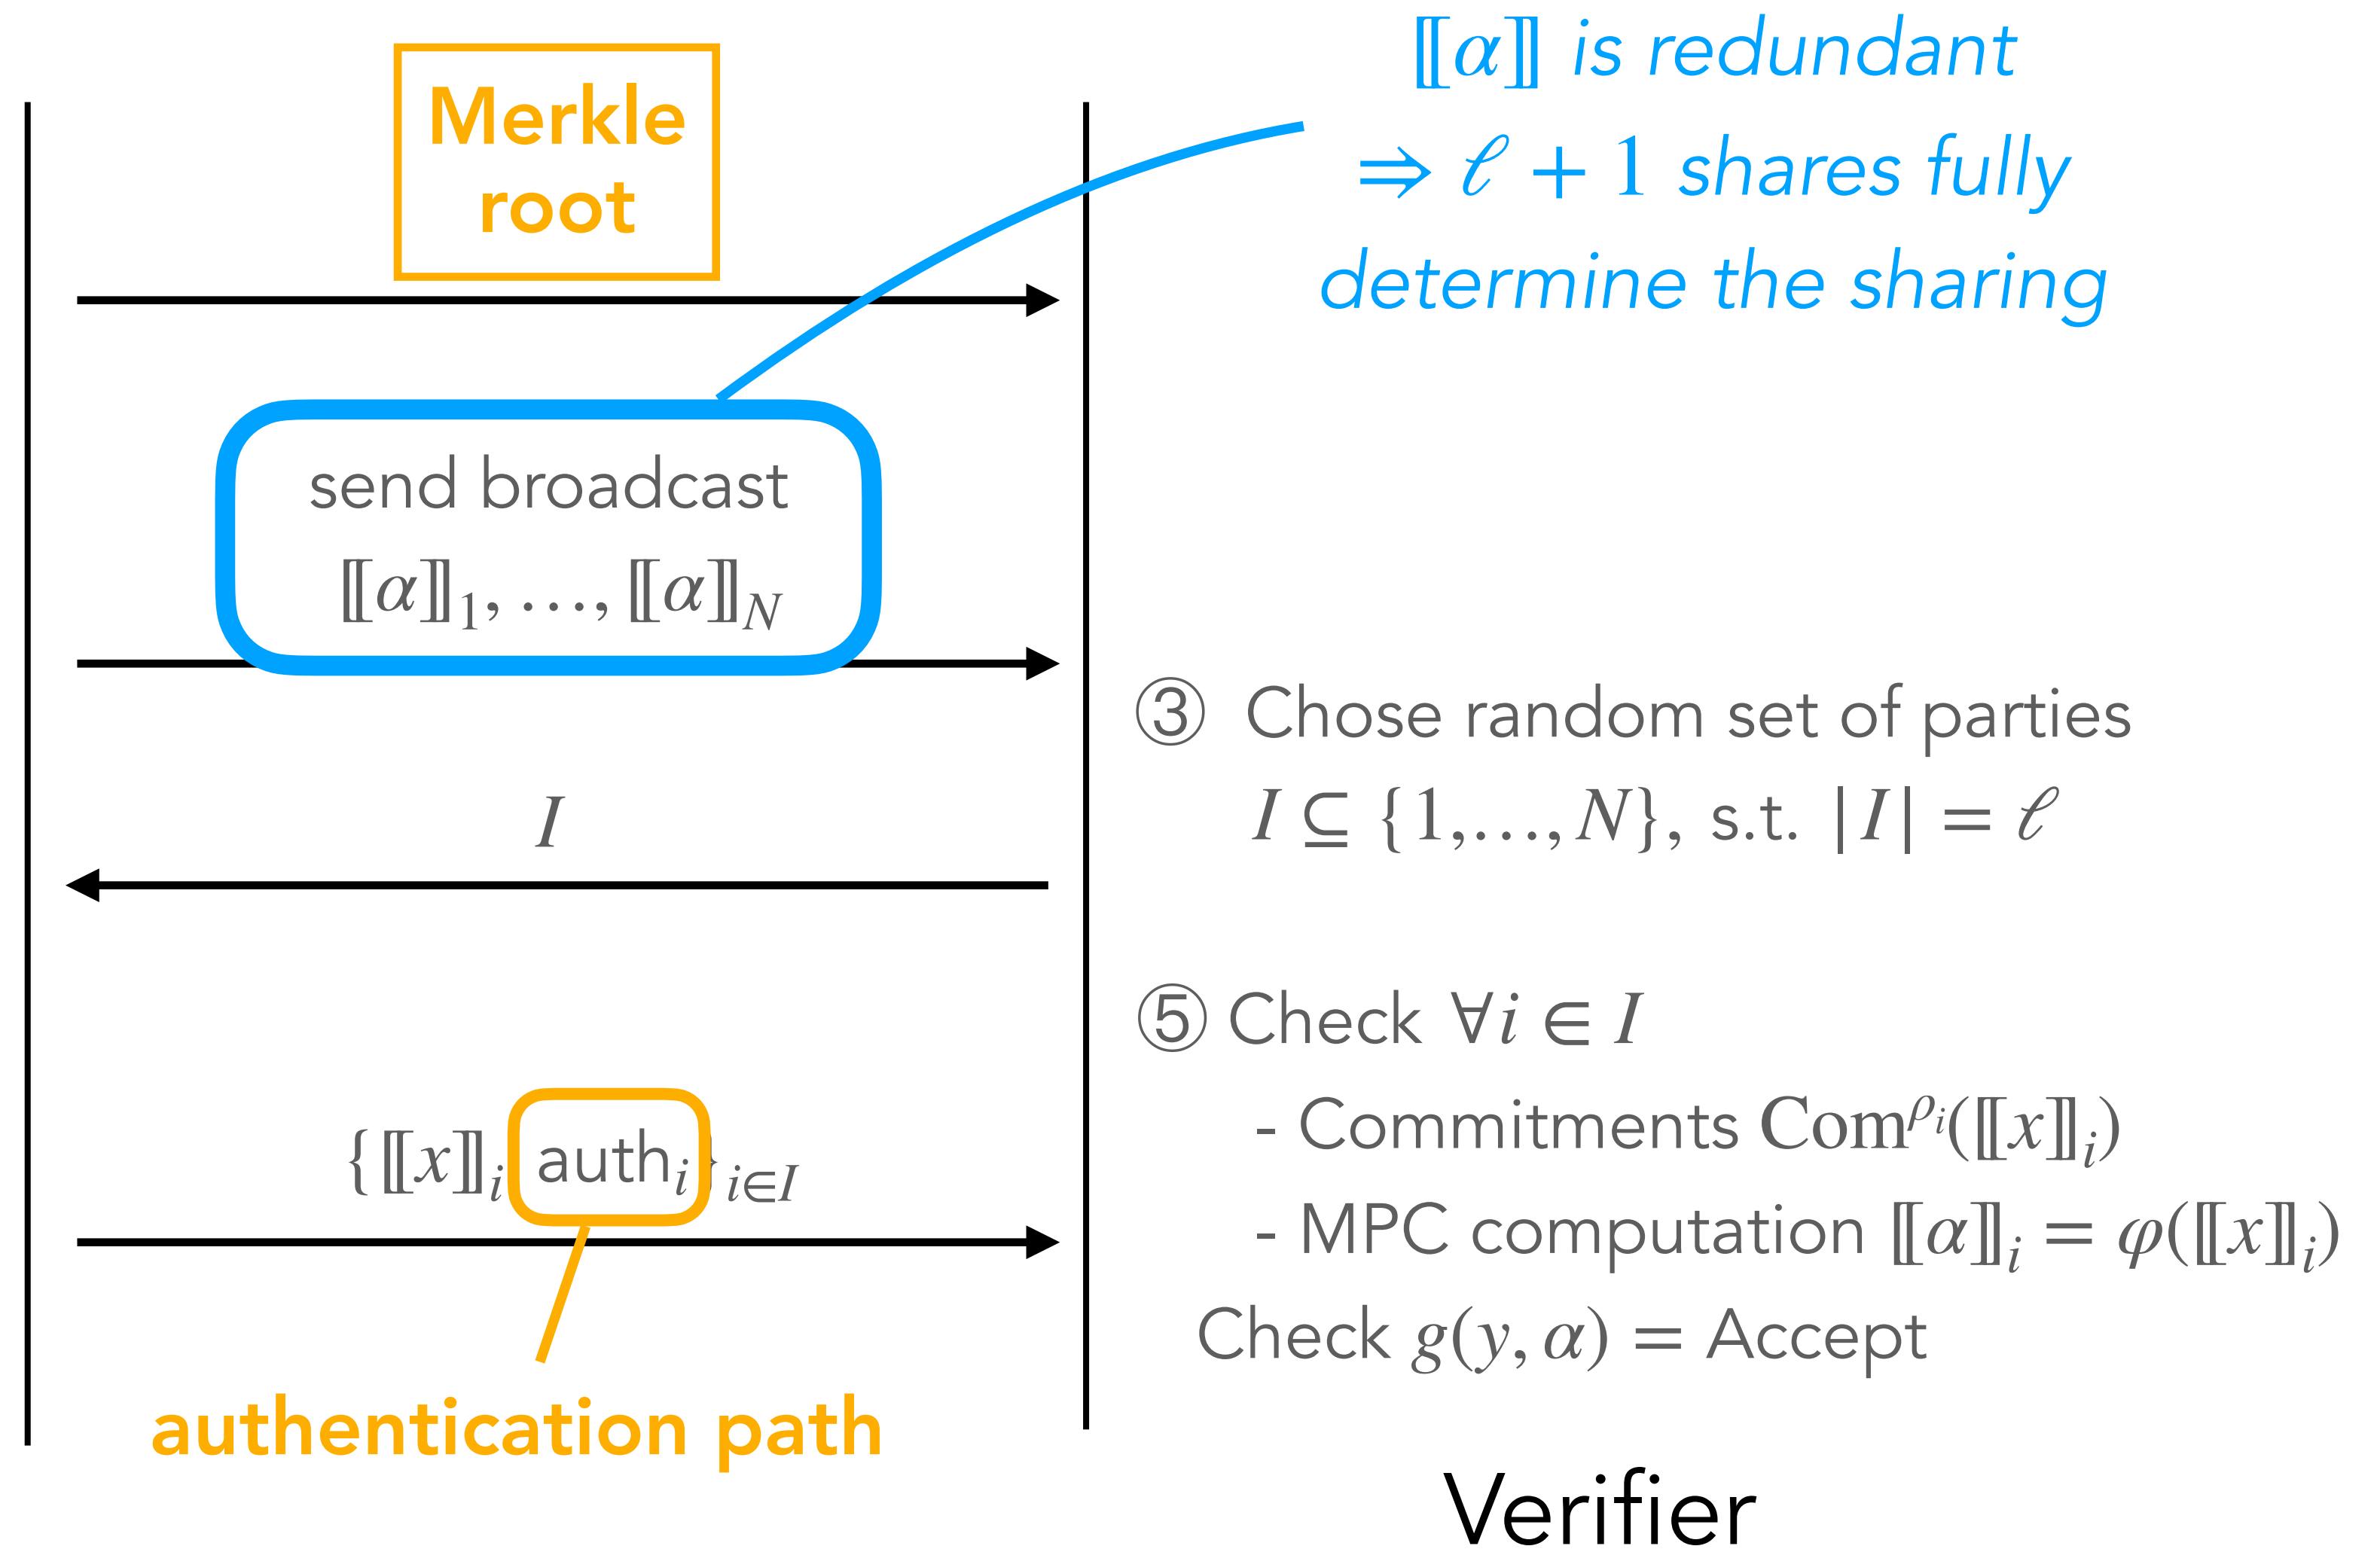 Merkle
root
⟦α⟧ is redundant
⇒ ℓ + 1 shares fully
determine the sharing
send broadcast
⟦α⟧₁, …, ⟦α⟧_N
③ Chose random set of parties
I ⊆ {1,…,N}, s.t. |I| = ℓ
I
⑤ Check ∀i ∈ I
- Commitments Com^{ρ_i}(⟦x⟧_i)
{⟦x⟧_i auth_i}_{i∈I}
- MPC computation ⟦α⟧_i = φ(⟦x⟧_i)
Check g(y, α) = Accept
authentication path
Verifier